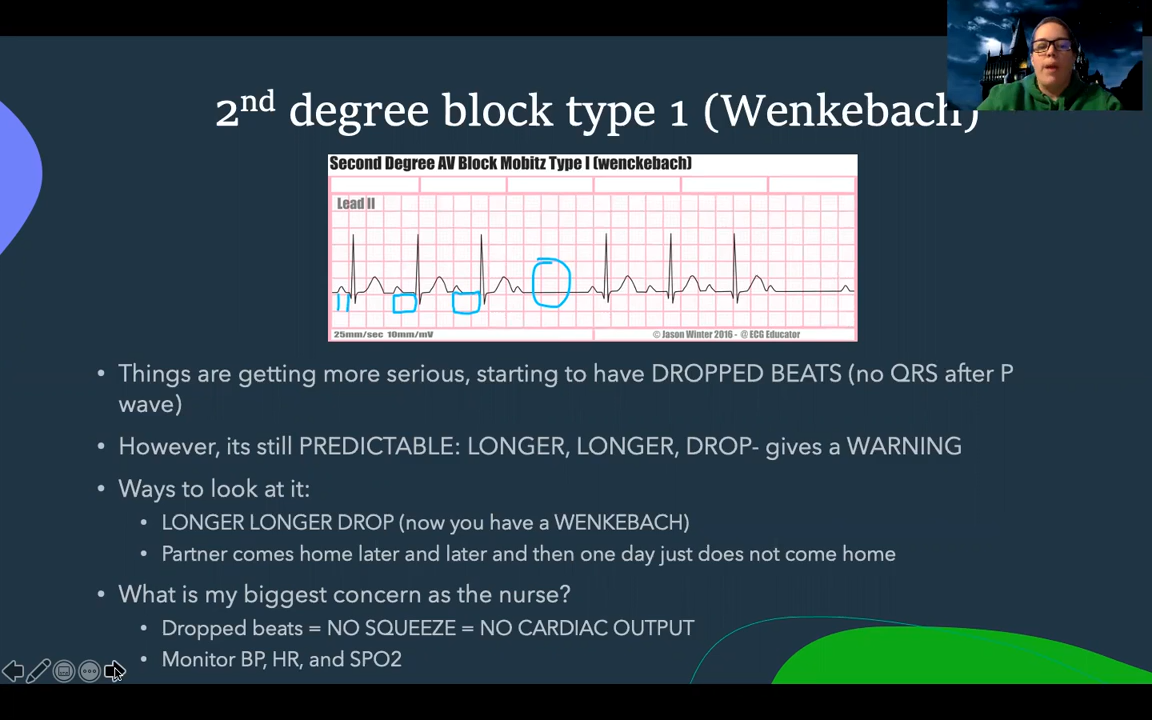 2nd degree block type 1 (Wenkebach)
Second Degree AV Block Mobitz Type I (wenckebach)
Lead II
25mm/sec 10mm/mV
© Jason Winter 2016 - @ECG Educator
• Things are getting more serious, starting to have DROPPED BEATS (no QRS after P
wave)
• However, its still PREDICTABLE: LONGER, LONGER, DROP- gives a WARNING
• Ways to look at it:
• LONGER LONGER DROP (now you have a WENKEBACH)
• Partner comes home later and later and then one day just does not come home
• What is my biggest concern as the nurse?
• Dropped beats = NO SQUEEZE = NO CARDIAC OUTPUT
• Monitor BP, HR, and SPO2